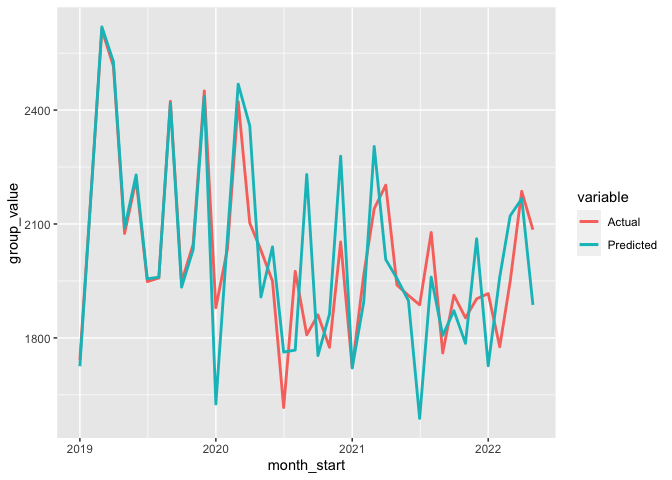 group_value
2400
2100
1800
2019
2020
2021
2022
month_start
variable
Actual
Predicted